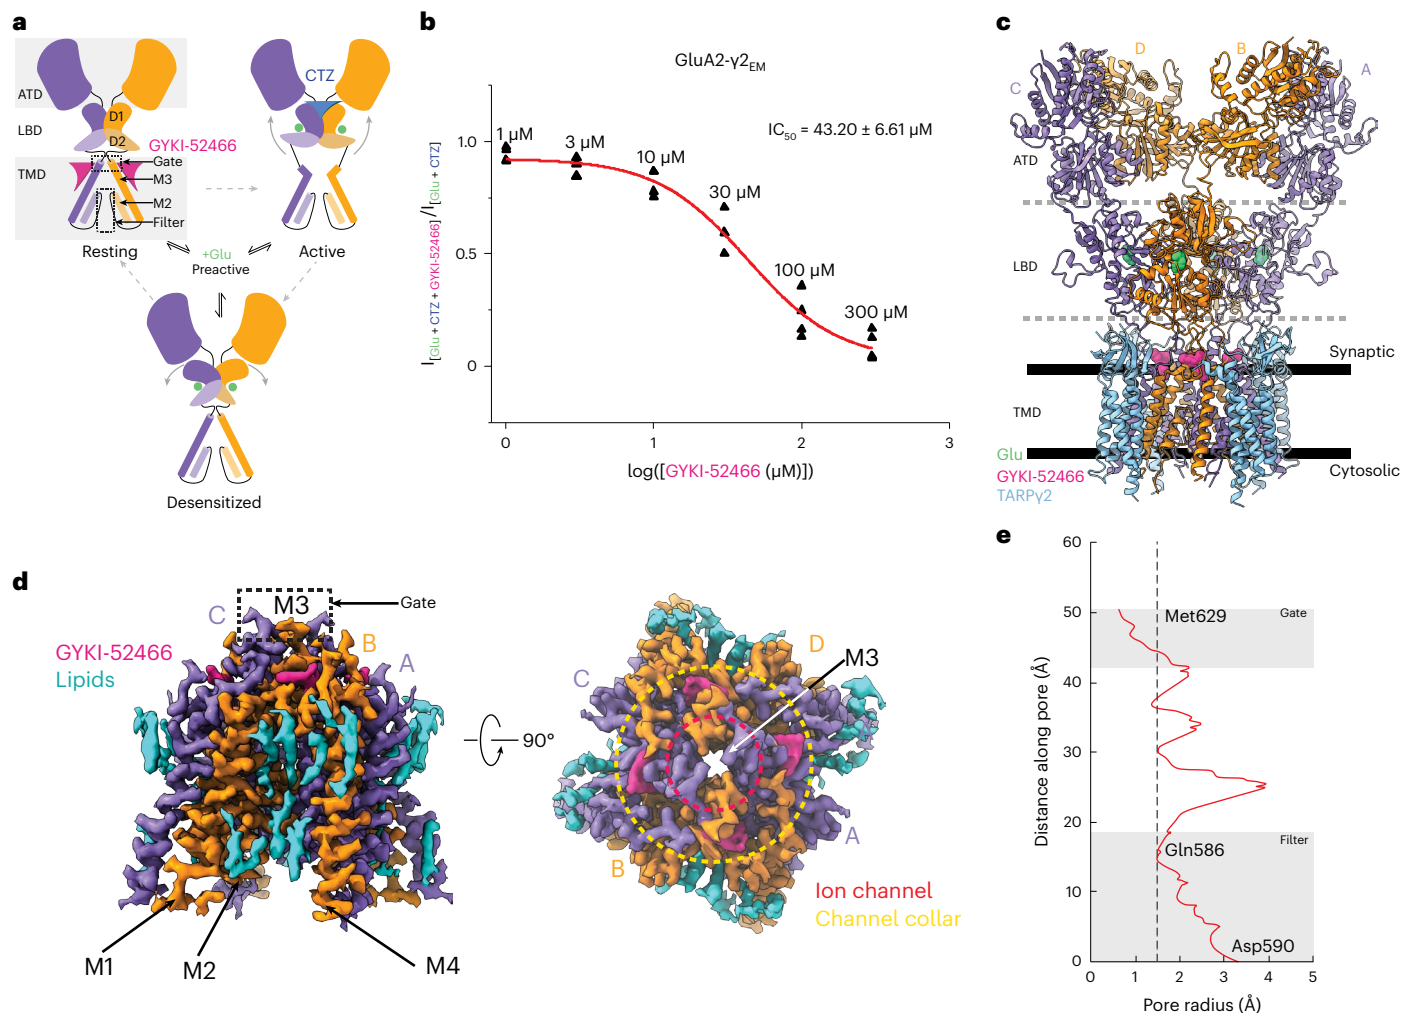 a
ATD
LBD
TMD
D1
D2
GYKI-52466
Gate
M3
M2
Filter
CTZ
Resting
+Glu
Preactive
Active
Desensitized
b
GluA2-γ2EM
IC50 = 43.20 ± 6.61 µM
I[Glu + CTZ + GYKI-52466]/I[Glu + CTZ]
1.0
0.5
0
1 µM
3 µM
10 µM
30 µM
100 µM
300 µM
0
1
2
3
log([GYKI-52466 (µM)])
c
D
B
C
A
ATD
LBD
Synaptic
TMD
Glu
GYKI-52466
TARPγ2
Cytosolic
d
C
M3
Gate
GYKI-52466
Lipids
B
A
M1
M2
M4
90°
C
D
M3
B
A
Ion channel
Channel collar
e
60
50
40
30
20
10
0
Distance along pore (Å)
Gate
Met629
Filter
Gln586
Asp590
0
1
2
3
4
5
Pore radius (Å)